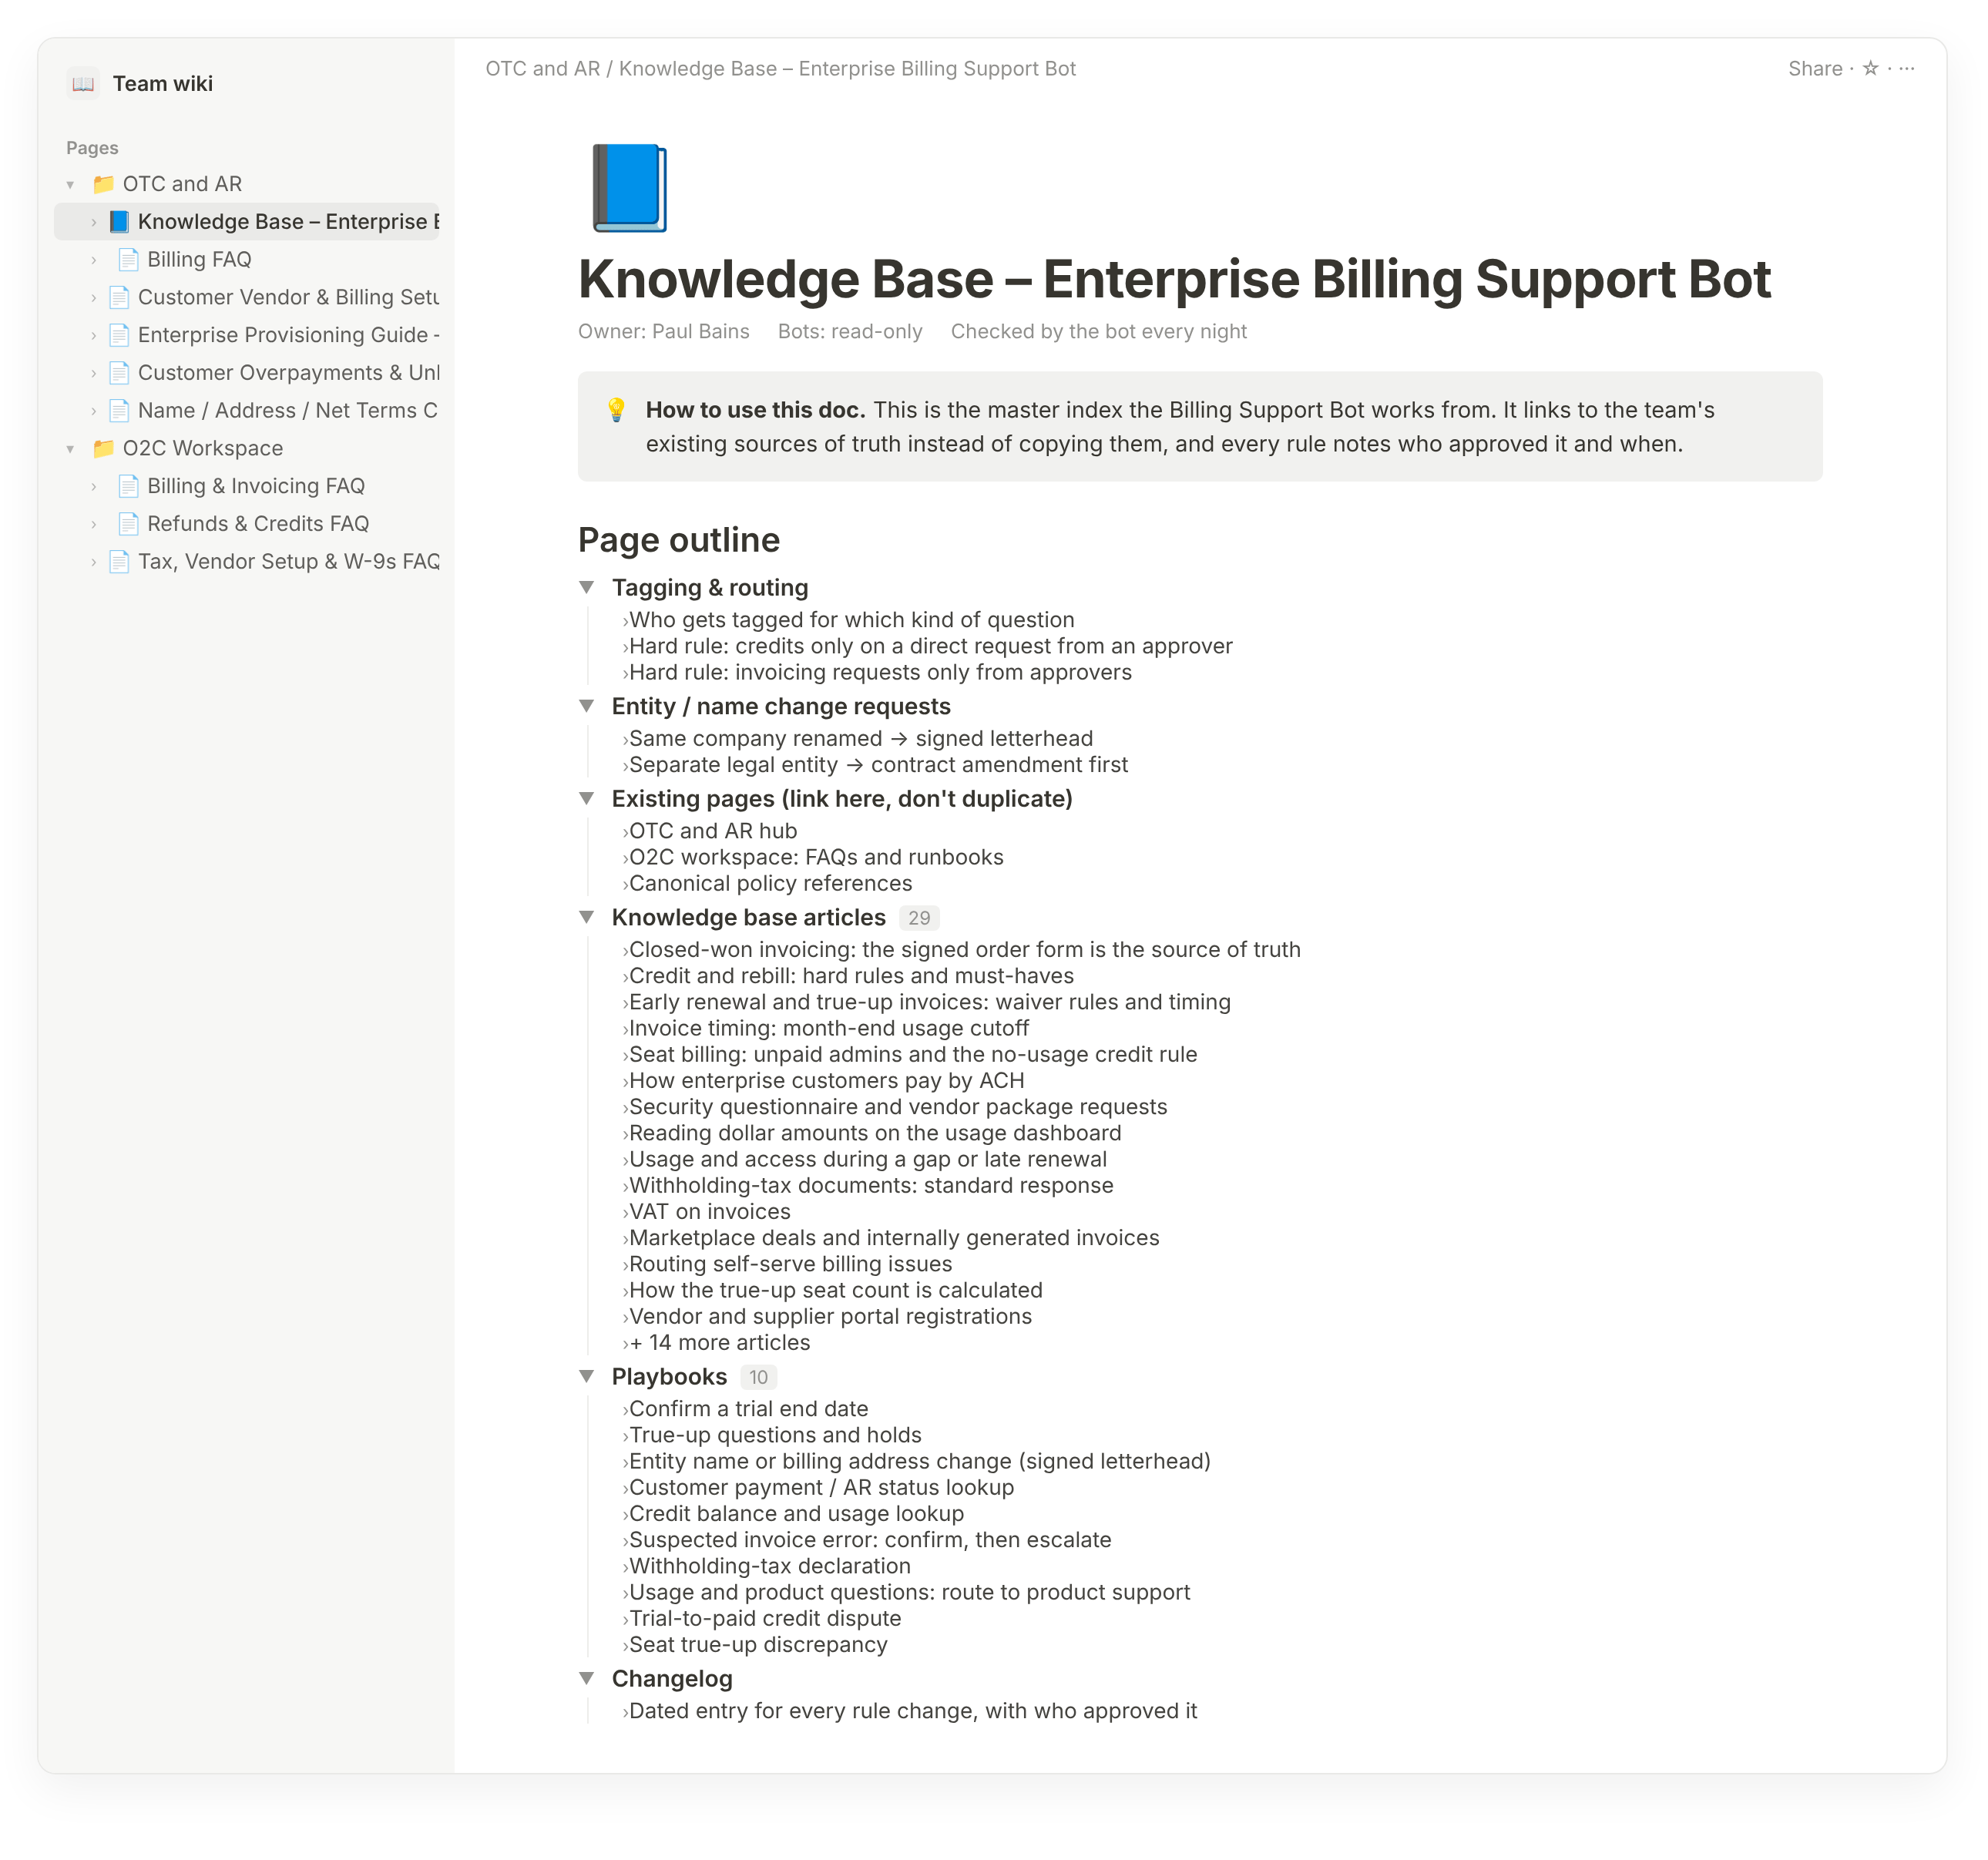 Team wiki
Pages
OTC and AR
Knowledge Base – Enterprise
Billing FAQ
Customer Vendor & Billing
Enterprise Provisioning Guide
Customer Overpayments &
Name / Address / Net Terms
O2C Workspace
Billing & Invoicing FAQ
Refunds & Credits FAQ
Tax, Vendor Setup & W-9s FAQ
OTC and AR / Knowledge Base – Enterprise Billing Support Bot
Share · ☆ · ···
Knowledge Base – Enterprise Billing Support Bot
Owner: Paul Bains Bots: read-only Checked by the bot every night
How to use this doc. This is the master index the Billing Support Bot works from. It links to the team's
existing sources of truth instead of copying them, and every rule notes who approved it and when.
Page outline
Tagging & routing
›Who gets tagged for which kind of question
›Hard rule: credits only on a direct request from an approver
›Hard rule: invoicing requests only from approvers
Entity / name change requests
›Same company renamed → signed letterhead
›Separate legal entity → contract amendment first
Existing pages (link here, don't duplicate)
›OTC and AR hub
›O2C workspace: FAQs and runbooks
›Canonical policy references
Knowledge base articles 29
›Closed-won invoicing: the signed order form is the source of truth
›Credit and rebill: hard rules and must-haves
›Early renewal and true-up invoices: waiver rules and timing
›Invoice timing: month-end usage cutoff
›Seat billing: unpaid admins and the no-usage credit rule
›How enterprise customers pay by ACH
›Security questionnaire and vendor package requests
›Reading dollar amounts on the usage dashboard
›Usage and access during a gap or late renewal
›Withholding-tax documents: standard response
›VAT on invoices
›Marketplace deals and internally generated invoices
›Routing self-serve billing issues
›How the true-up seat count is calculated
›Vendor and supplier portal registrations
›+ 14 more articles
Playbooks 10
›Confirm a trial end date
›True-up questions and holds
›Entity name or billing address change (signed letterhead)
›Customer payment / AR status lookup
›Credit balance and usage lookup
›Suspected invoice error: confirm, then escalate
›Withholding-tax declaration
›Usage and product questions: route to product support
›Trial-to-paid credit dispute
›Seat true-up discrepancy
Changelog
›Dated entry for every rule change, with who approved it